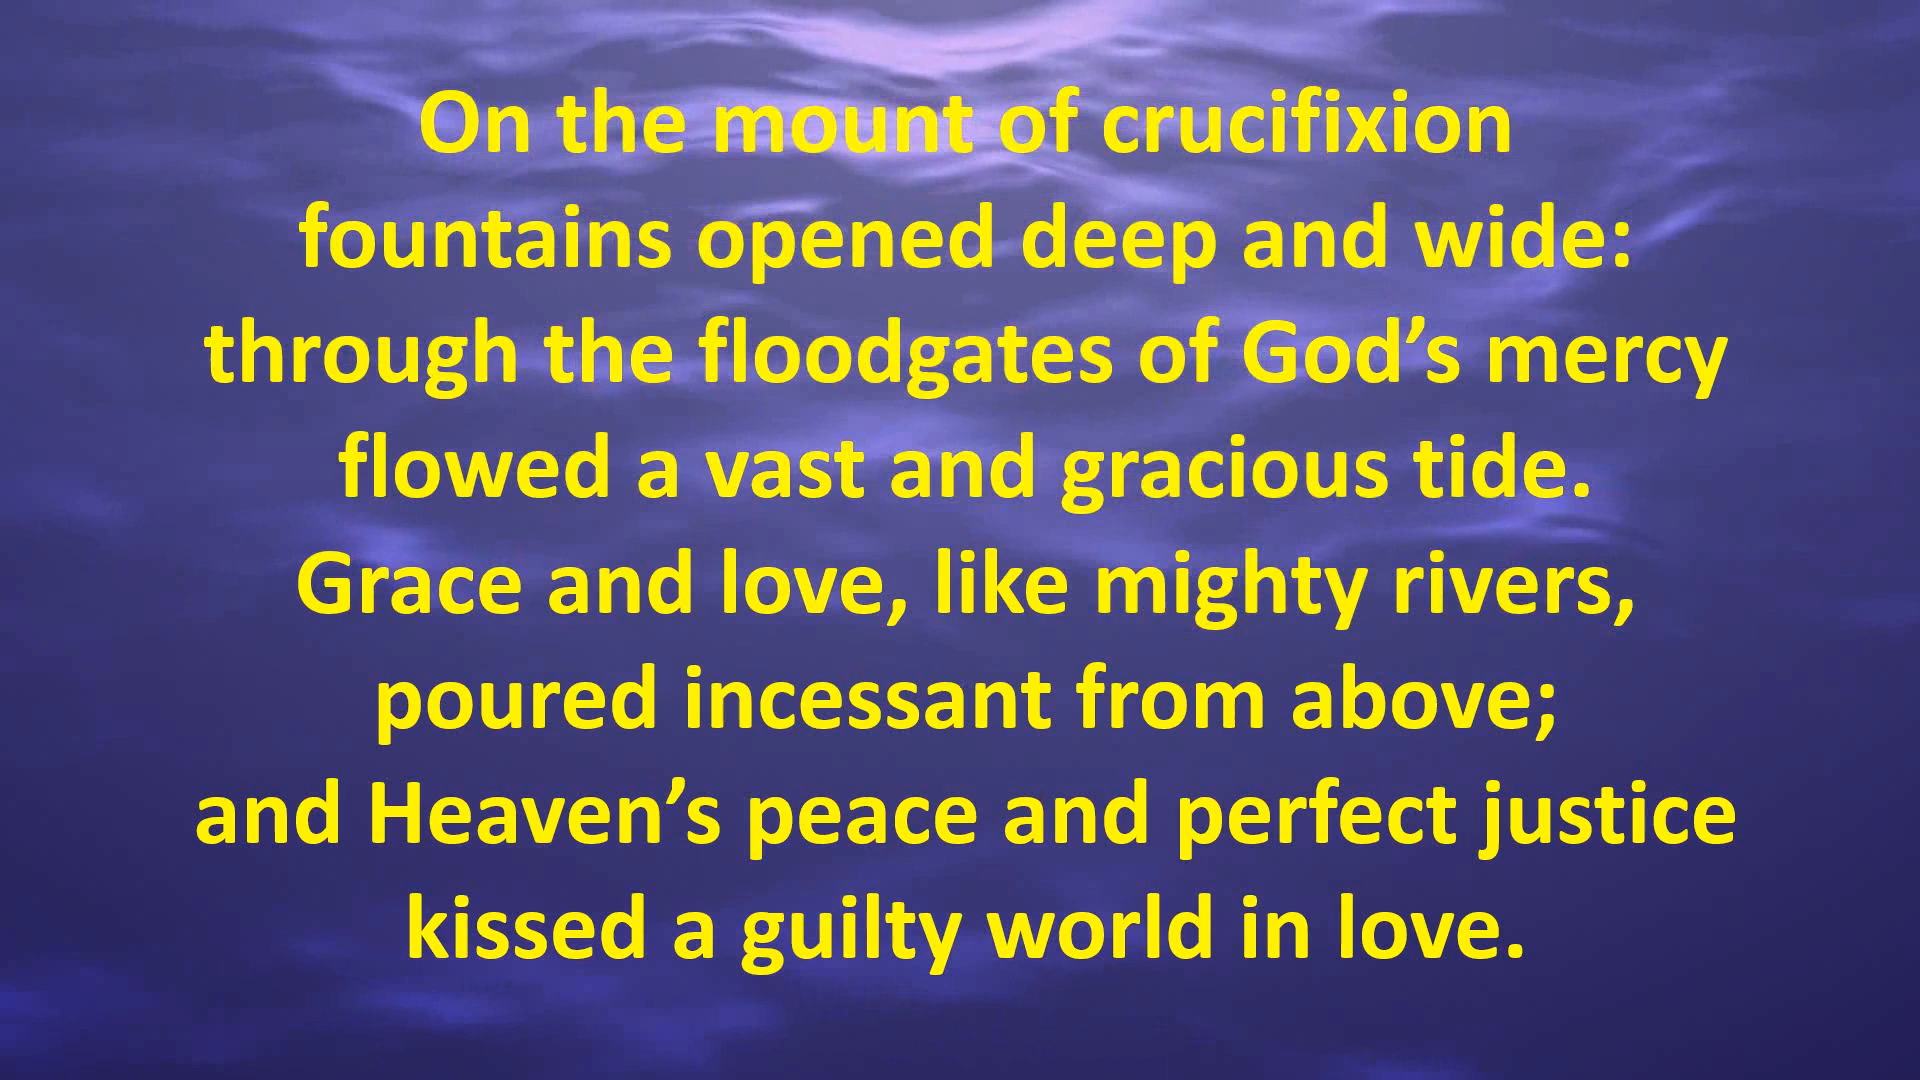 On the mount of crucifixion
fountains opened deep and wide:
through the floodgates of God’s mercy
flowed a vast and gracious tide.
Grace and love, like mighty rivers,
poured incessant from above;
and Heaven’s peace and perfect justice
kissed a guilty world in love.